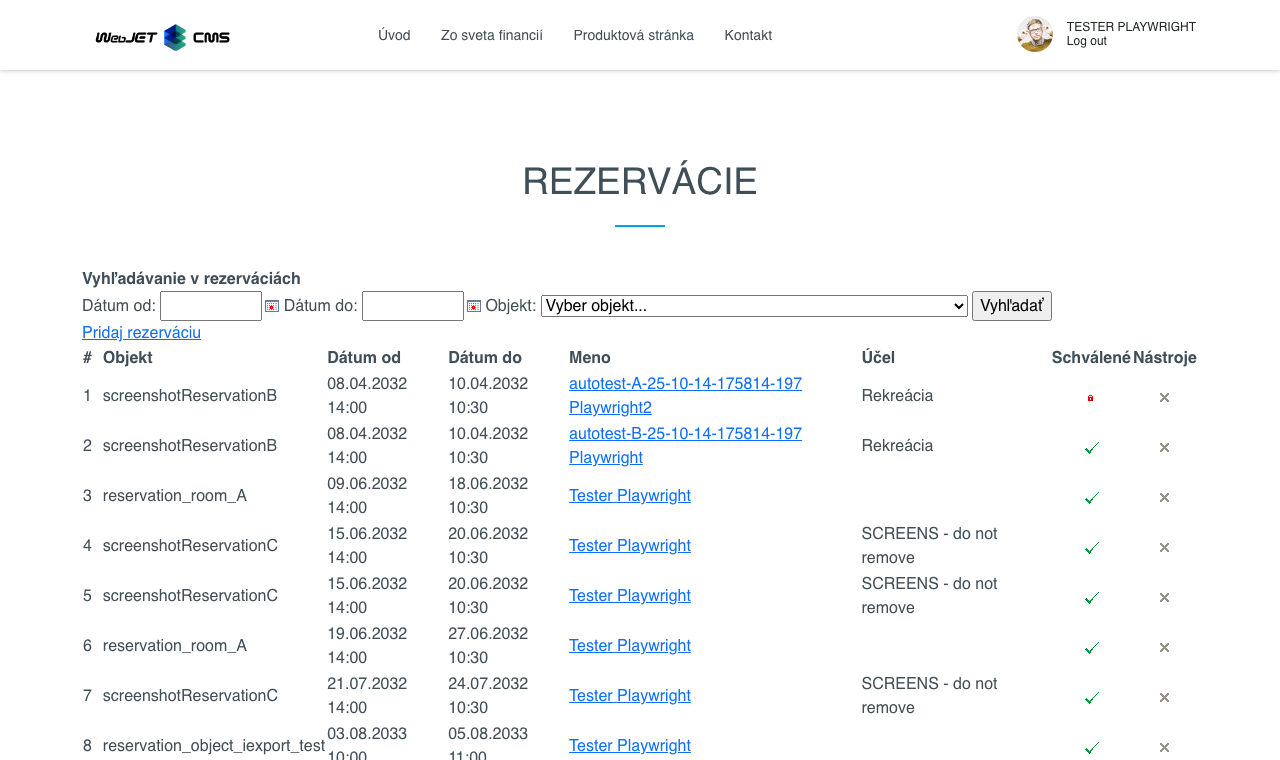 WebJET CMS
Úvod
Zo sveta financií
Produktová stránka
Kontakt
TESTER PLAYWRIGHT
Log out
REZERVÁCIE
Vyhľadávanie v rezerváciách
Dátum od: Dátum do: Objekt: Vyber objekt... Vyhľadať
Pridaj rezerváciu
# Objekt Dátum od Dátum do Meno Účel Schválené Nástroje
1 screenshotReservationB 08.04.2032 14:00 10.04.2032 10:30 autotest-A-25-10-14-175814-197 Playwright2 Rekreácia
2 screenshotReservationB 08.04.2032 14:00 10.04.2032 10:30 autotest-B-25-10-14-175814-197 Playwright Rekreácia
3 reservation_room_A 09.06.2032 14:00 18.06.2032 10:30 Tester Playwright
4 screenshotReservationC 15.06.2032 14:00 20.06.2032 10:30 Tester Playwright SCREENS - do not remove
5 screenshotReservationC 15.06.2032 14:00 20.06.2032 10:30 Tester Playwright SCREENS - do not remove
6 reservation_room_A 19.06.2032 14:00 27.06.2032 10:30 Tester Playwright
7 screenshotReservationC 21.07.2032 14:00 24.07.2032 10:30 Tester Playwright SCREENS - do not remove
8 reservation_object_iexport_test 03.08.2033 10:00 05.08.2033 11:00 Tester Playwright